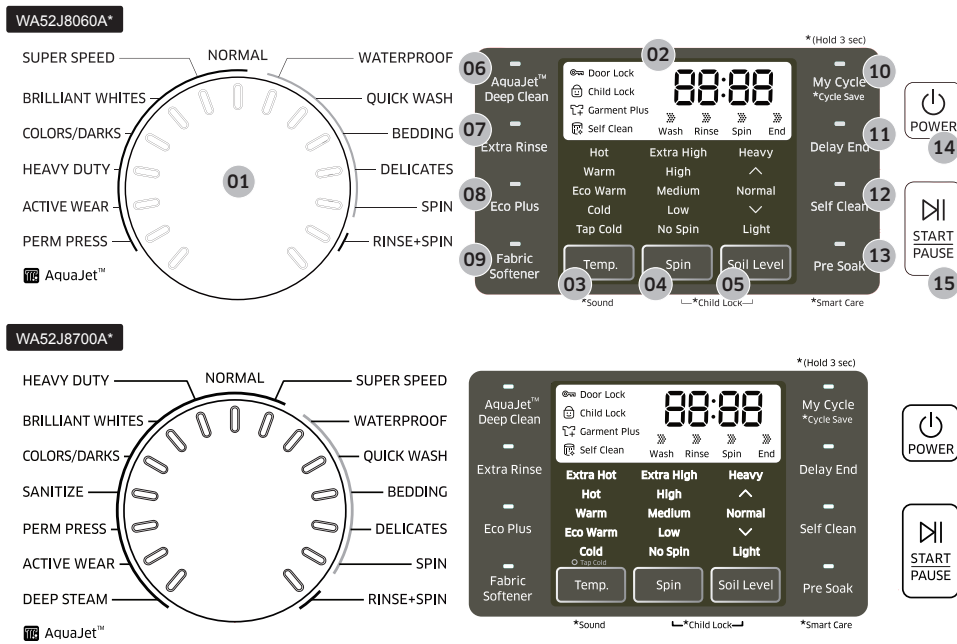 WA52J8060A*
NORMAL
SUPER SPEED
BRILLIANT WHITES
COLORS/DARKS
HEAVY DUTY
ACTIVE WEAR
PERM PRESS
AquaJet™
WATERPROOF
QUICK WASH
BEDDING
DELICATES
SPIN
RINSE+SPIN
01
*(Hold 3 sec)
06
AquaJet™
Deep Clean
07
Extra Rinse
08
Eco Plus
09
Fabric
Softener
02
Door Lock
Child Lock
Garment Plus
Self Clean
88:88
Wash Rinse Spin End
Hot Extra High Heavy
Warm High
Eco Warm Medium Normal
Cold Low
Tap Cold No Spin Light
Temp. Spin Soil Level
03 04 05
*Sound *Child Lock *Smart Care
10
My Cycle
*Cycle Save
11
Delay End
12
Self Clean
13
Pre Soak
POWER
14
START
PAUSE
15
WA52J8700A*
NORMAL
HEAVY DUTY
BRILLIANT WHITES
COLORS/DARKS
SANITIZE
PERM PRESS
ACTIVE WEAR
DEEP STEAM
AquaJet™
SUPER SPEED
WATERPROOF
QUICK WASH
BEDDING
DELICATES
SPIN
RINSE+SPIN
*(Hold 3 sec)
AquaJet™
Deep Clean
Extra Rinse
Eco Plus
Fabric
Softener
Door Lock
Child Lock
Garment Plus
Self Clean
88:88
Wash Rinse Spin End
Extra Hot Extra High Heavy
Hot High
Warm Medium Normal
Eco Warm Low
Cold No Spin Light
Tap Cold
Temp. Spin Soil Level
*Sound *Child Lock *Smart Care
My Cycle
*Cycle Save
Delay End
Self Clean
Pre Soak
POWER
START
PAUSE